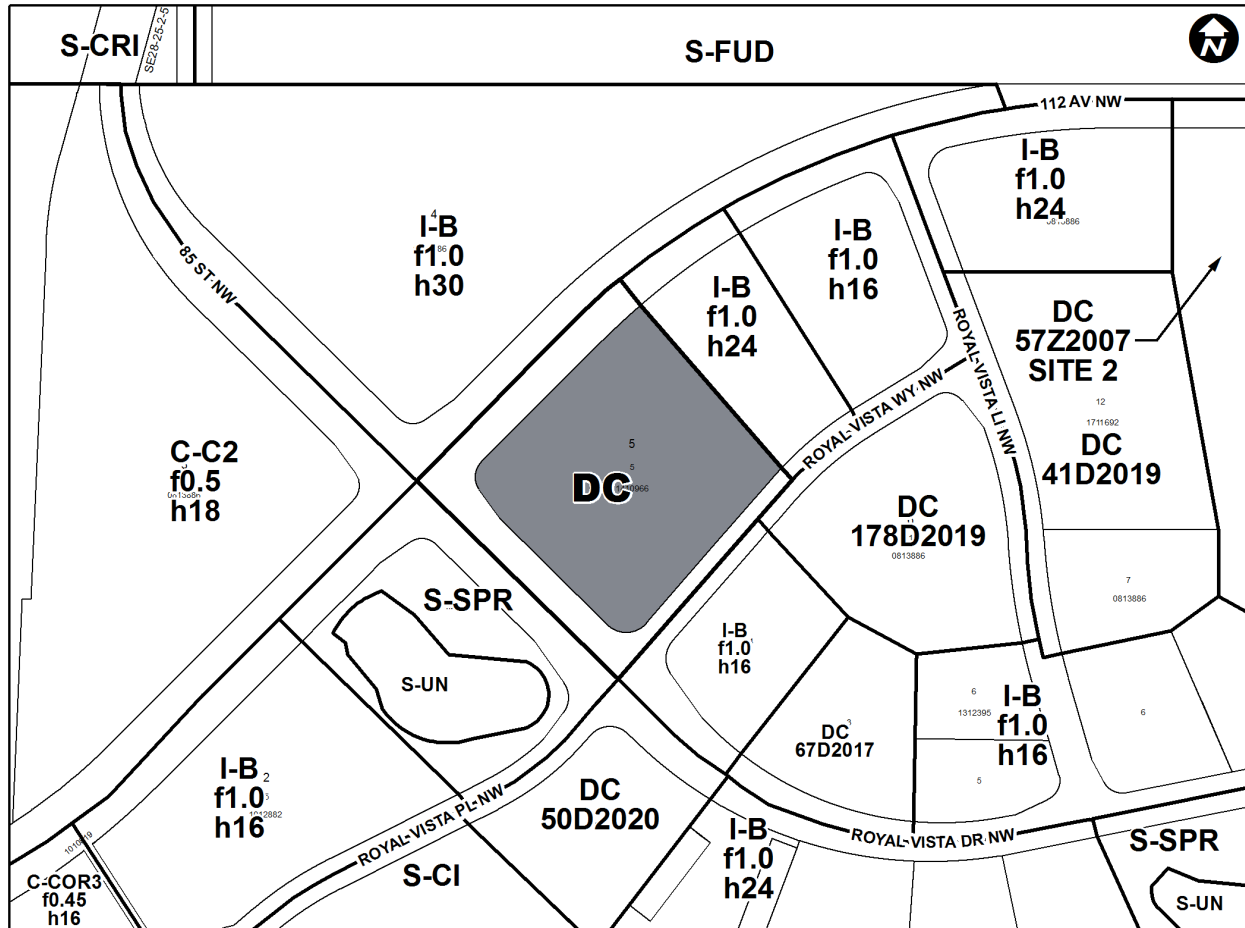 S-CRI
SE28-25-2-5
S-FUD
N
112 AV NW
I-B
f1.0
h24
I-B
f1.0
h30
4
I-B
f1.0
h16
85 ST NW
I-B
f1.0
h24
ROYAL VISTA LI NW
DC
57Z2007
SITE 2
12
1711692
DC
41D2019
ROYAL VISTA WY NW
C-C2
f0.5
h18
5
5
DC
DC
178D2019
0813886
7
0813886
S-SPR
S-UN
I-B
f1.0
h16
DC
67D2017
3
6
1312395
I-B
f1.0
h16
5
6
I-B
f1.0
h16
2
ROYAL VISTA PL NW
DC
50D2020
I-B
f1.0
h24
ROYAL VISTA DR NW
S-SPR
S-UN
S-CI
C-COR3
f0.45
h16